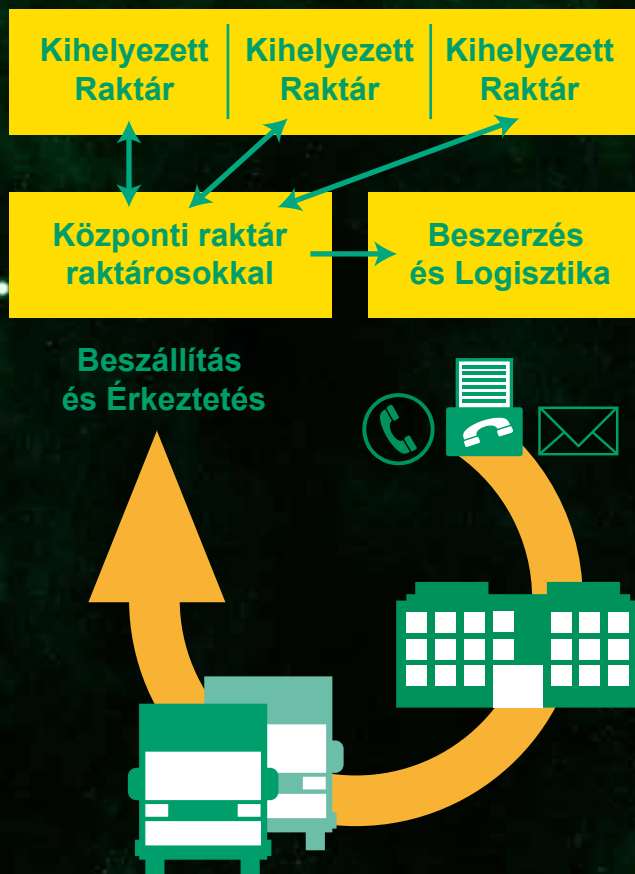 Kihelyezett
Raktár
Kihelyezett
Raktár
Kihelyezett
Raktár
Központi raktár
raktárosokkal
Beszerzés
és Logisztika
Beszállítás
és Érkeztetés